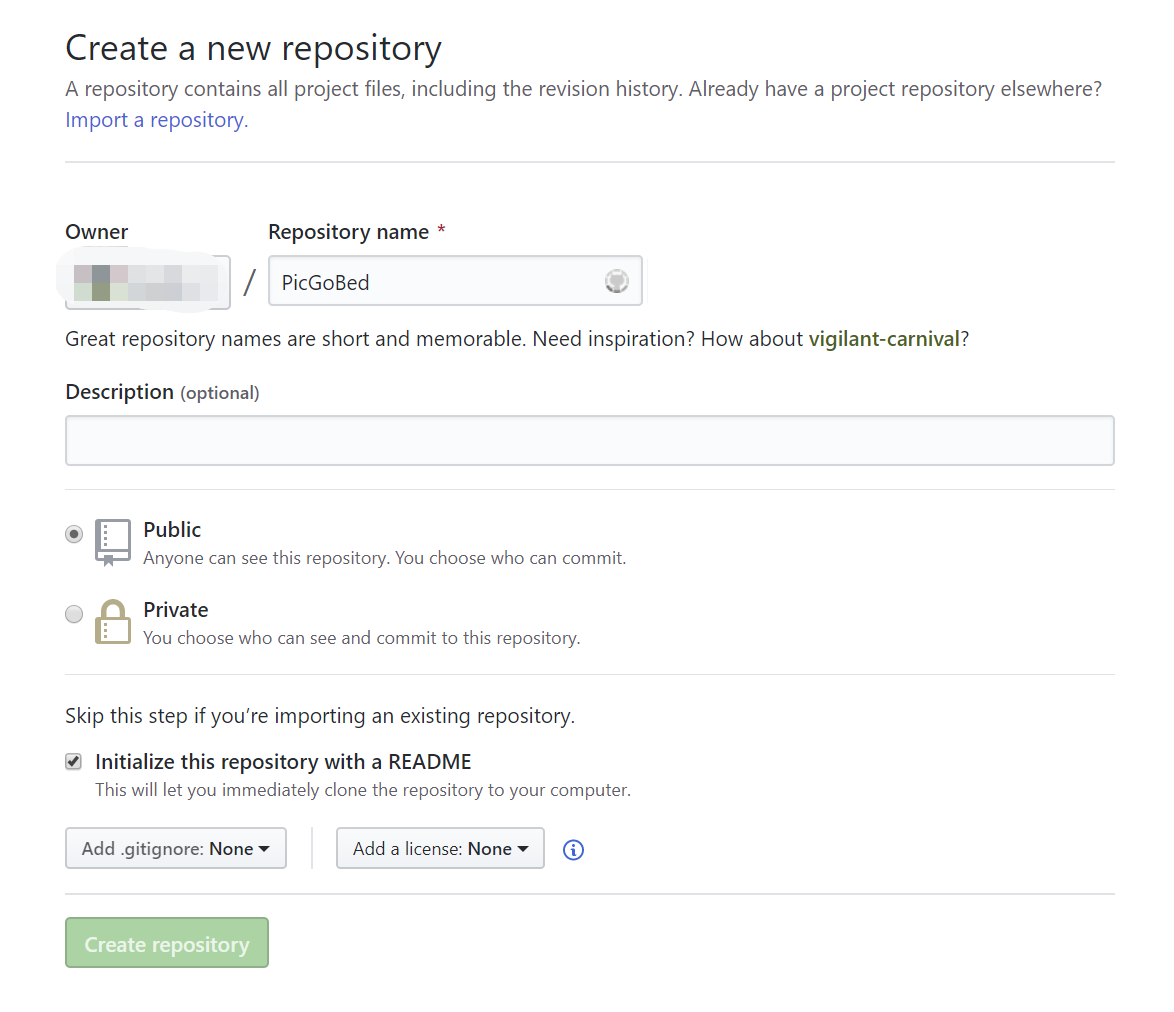 Create a new repository
A repository contains all project files, including the revision history. Already have a project repository elsewhere?
Import a repository.
Owner
Repository name *
/
PicGoBed
Great repository names are short and memorable. Need inspiration? How about vigilant-carnival?
Description (optional)
Public
Anyone can see this repository. You choose who can commit.
Private
You choose who can see and commit to this repository.
Skip this step if you’re importing an existing repository.
Initialize this repository with a README
This will let you immediately clone the repository to your computer.
Add .gitignore: None
Add a license: None
Create repository